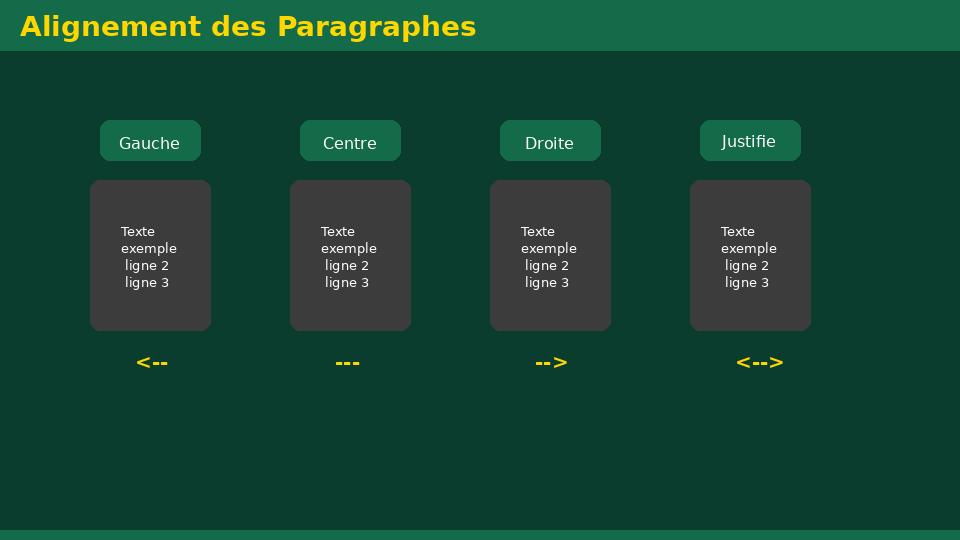 Alignement des Paragraphes
Gauche
Centre
Droite
Justifie
Texte
exemple
ligne 2
ligne 3
Texte
exemple
ligne 2
ligne 3
Texte
exemple
ligne 2
ligne 3
Texte
exemple
ligne 2
ligne 3
<--
---
-->
<-->